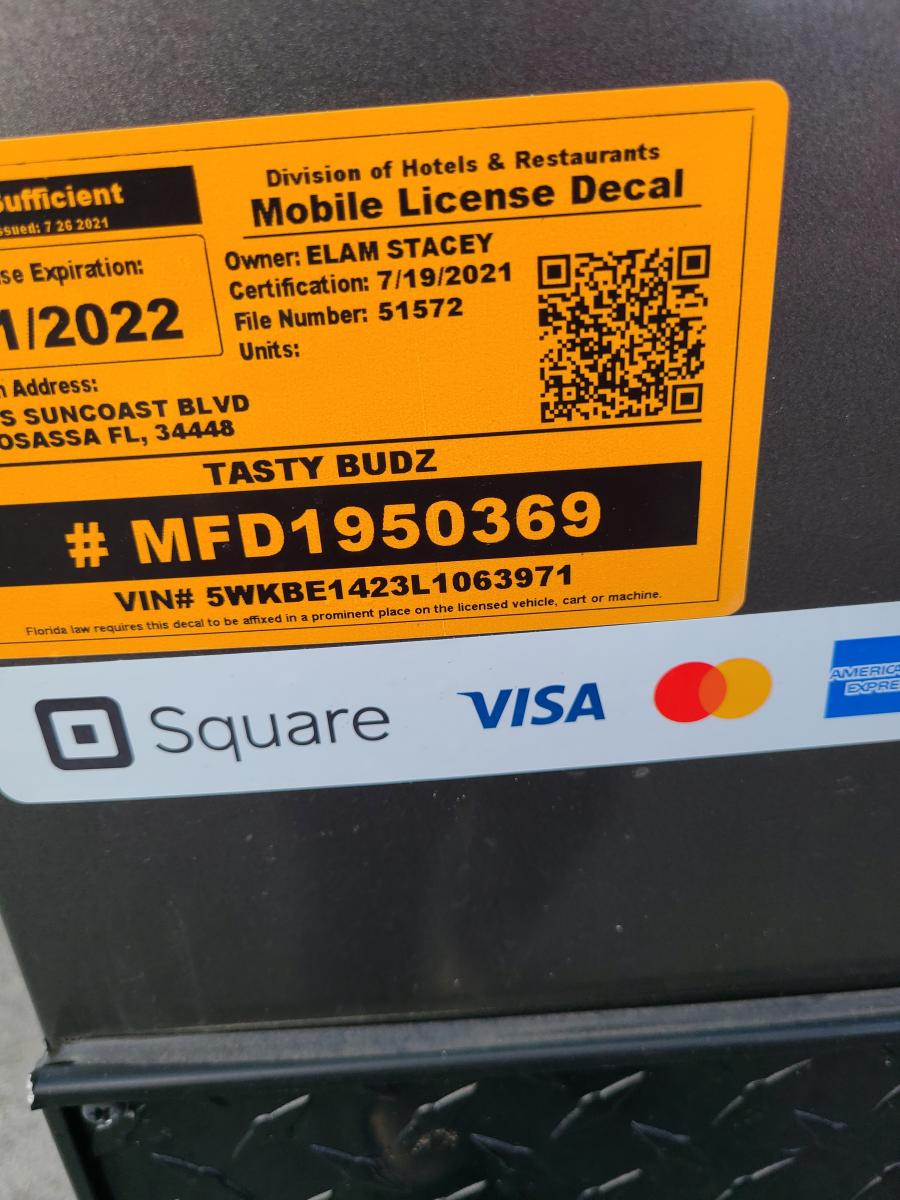 Sufficient
Issued: 7 26 2021
Division of Hotels & Restaurants
Mobile License Decal
Expiration:
1/2022
Owner: ELAM STACEY
Certification: 7/19/2021
File Number: 51572
Units:
Address:
S SUNCOAST BLVD
OSASSA FL, 34448
TASTY BUDZ
# MFD1950369
VIN# 5WKBE1423L1063971
Florida law requires this decal to be affixed in a prominent place on the licensed vehicle, cart or machine.
Square VISA AMERICAN EXPRESS